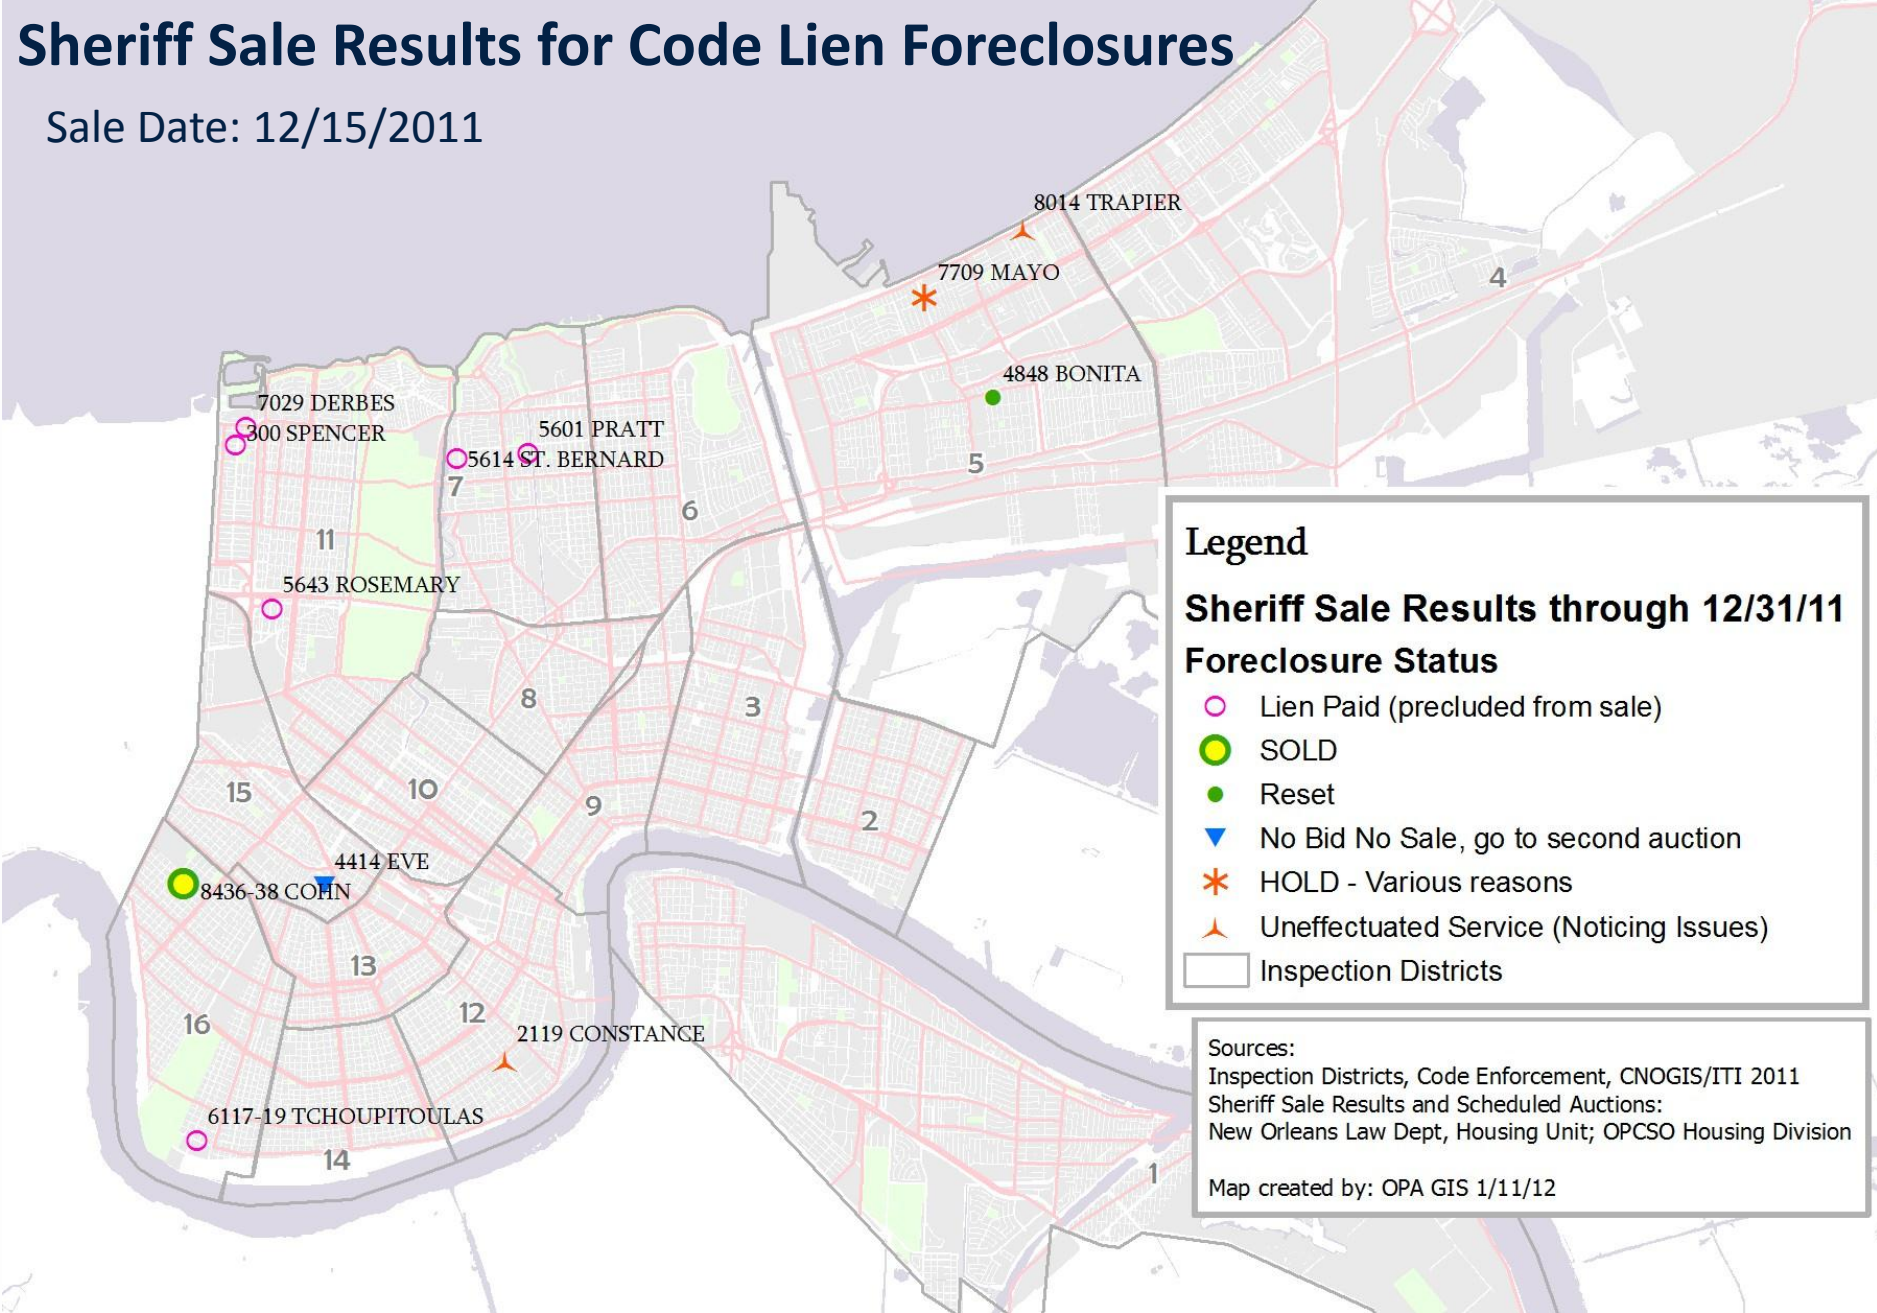 Sheriff Sale Results for Code Lien Foreclosures
Sale Date: 12/15/2011
8014 TRAPIER
7709 MAYO
4
4848 BONITA
7029 DERBES
300 SPENCER
5601 PRATT
5614 ST. BERNARD
5
7
6
11
5643 ROSEMARY
8
3
15
10
9
2
4414 EVE
8436-38 COHN
13
12
16
2119 CONSTANCE
6117-19 TCHOUPITOULAS
14
1
Legend
Sheriff Sale Results through 12/31/11
Foreclosure Status
Lien Paid (precluded from sale)
SOLD
Reset
No Bid No Sale, go to second auction
HOLD - Various reasons
Uneffectuated Service (Noticing Issues)
Inspection Districts
Sources:
Inspection Districts, Code Enforcement, CNOGIS/ITI 2011
Sheriff Sale Results and Scheduled Auctions:
New Orleans Law Dept, Housing Unit; OPCSO Housing Division
Map created by: OPA GIS 1/11/12